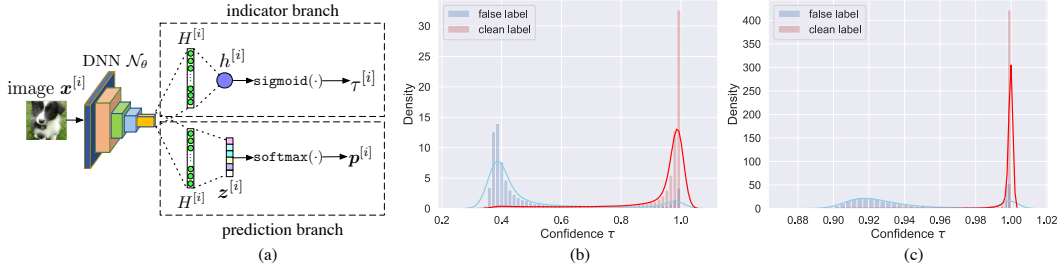 indicator branch
H^[i]
h^[i]
DNN 𝒩_θ
image x^[i]
sigmoid(·)
τ^[i]
softmax(·)
p^[i]
z^[i]
H^[i]
prediction branch
(a)
false label
clean label
Density
30
25
20
15
10
5
0
0.2
0.4
0.6
0.8
1.0
Confidence τ
(b)
false label
clean label
Density
400
350
300
250
200
150
100
50
0
0.88
0.90
0.92
0.94
0.96
0.98
1.00
1.02
Confidence τ
(c)